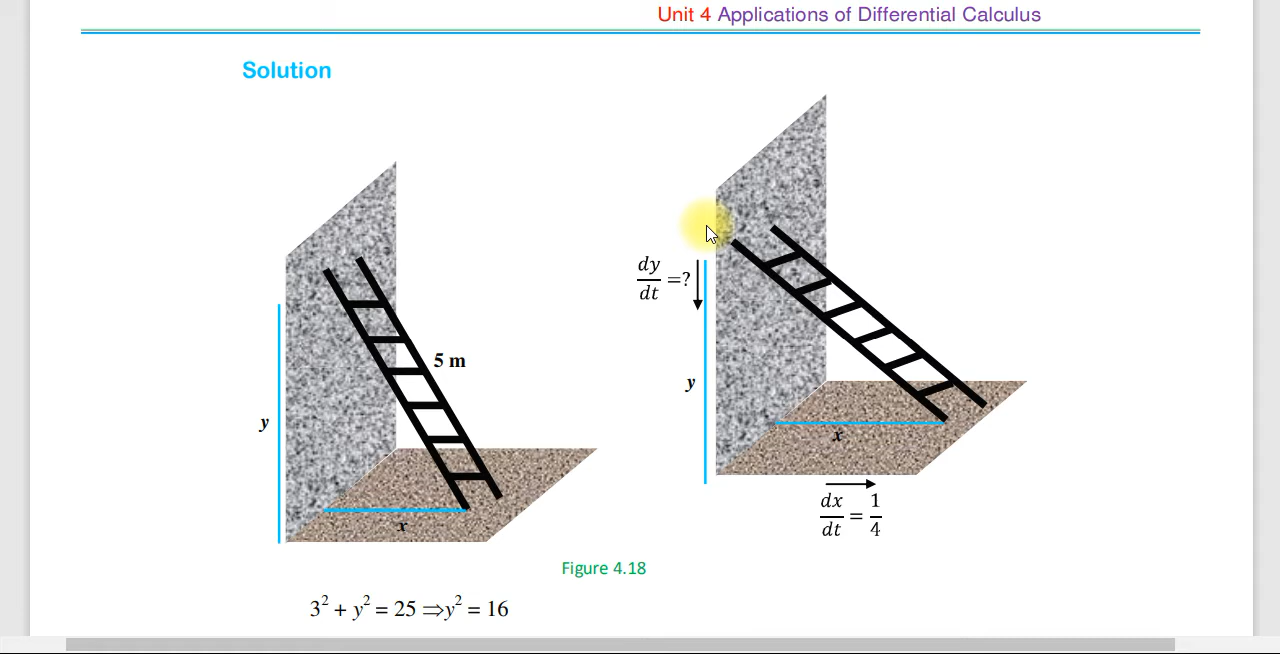 Unit 4 Applications of Differential Calculus
Solution
5 m
y
x
dy/dt =?
y
x
dx/dt = 1/4
Figure 4.18
3² + y² = 25 ⇒y² = 16